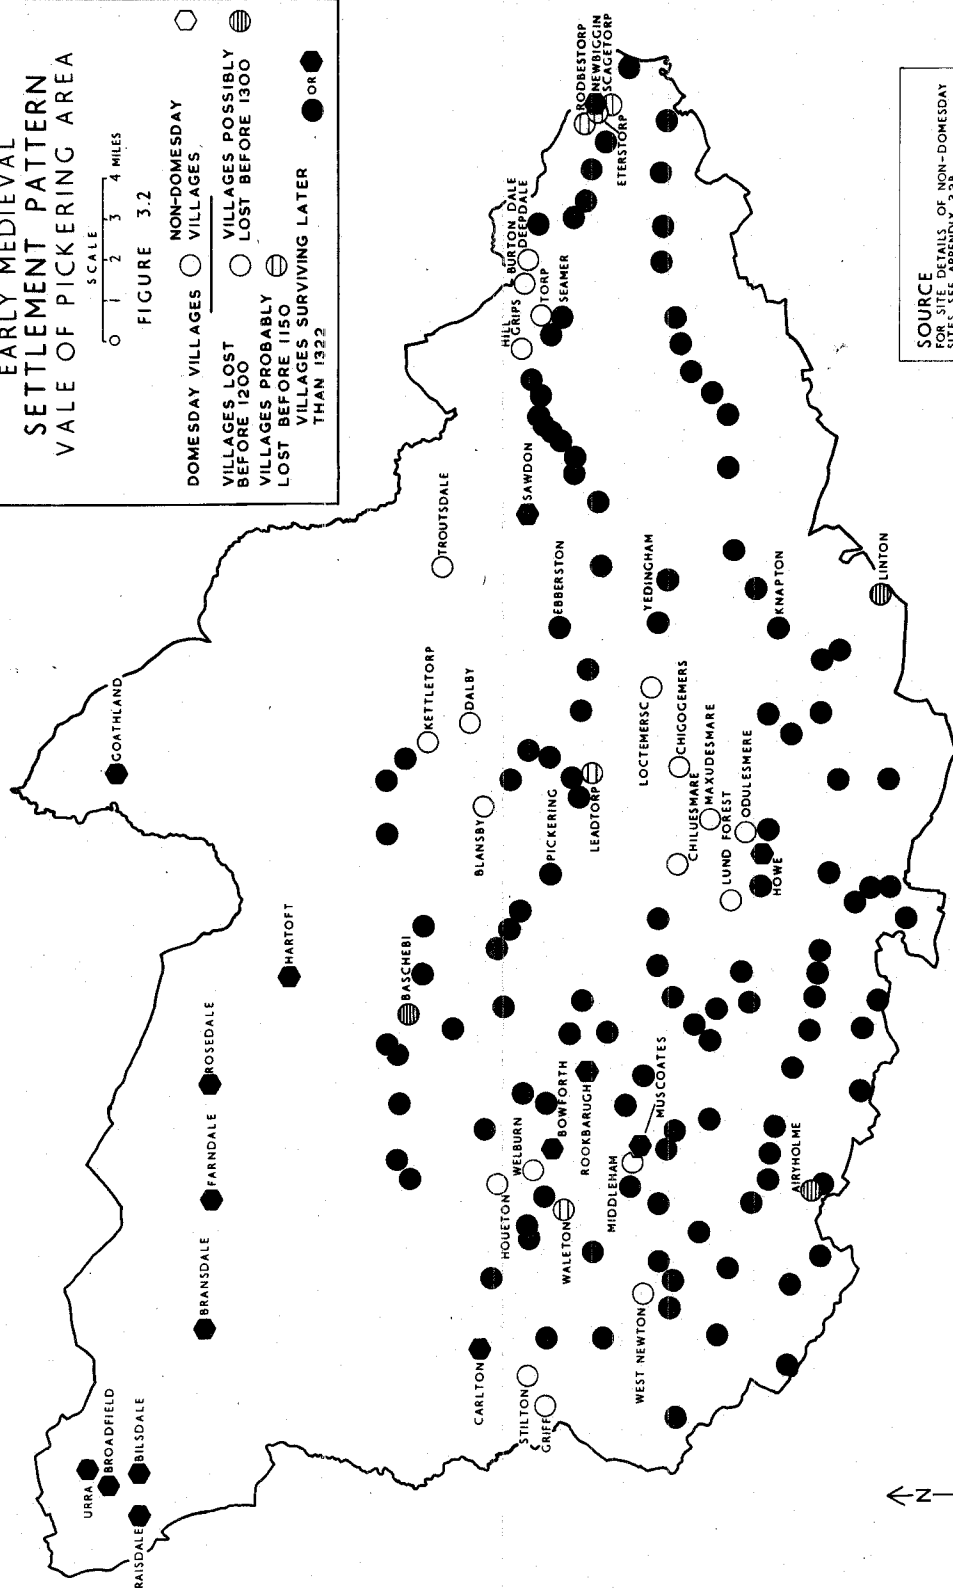 EARLY MEDIEVAL
SETTLEMENT PATTERN
VALE OF PICKERING AREA
SCALE
0 1 2 3 4 MILES
FIGURE 3.2
DOMESDAY VILLAGES
NON-DOMESDAY
VILLAGES
VILLAGES LOST
BEFORE 1200
VILLAGES POSSIBLY
LOST BEFORE 1300
VILLAGES PROBABLY
LOST BEFORE 1150
VILLAGES SURVIVING LATER
THAN 1322
OR
URRA
BROADFIELD
BILSDALE
RAISDALE
BRANSDALE
FARNDALE
ROSEDALE
HARTOFT
GOATHLAND
BASCHEBI
KETTLETORP
DALBY
TROUTSDALE
BLANSBY
PICKERING
LEADTORP
EBBERSTON
SAWDON
HILL
GRIPS
BURTON DALE
DEEPDALE
TORP
SEAMER
RODBESTORP
NEWBIGGIN
SCAGETORP
ETERSTORP
CARLTON
STILTON
GRIFF
HOUETON
WELBURN
BOWFORTH
WALETON
ROOKBARUGH
MIDDLEHAM
MUSCOATES
WEST NEWTON
AIRYHOLME
LOCTEMERSC
CHIGOGEMERS
CHILUESMARE
MAXUDESMARE
LUND FOREST
ODULESMERE
HOWE
YEDINGHAM
KNAPTON
LINTON
N
SOURCE
FOR SITE DETAILS OF NON-DOMESDAY
SITES SEE APPENDIX